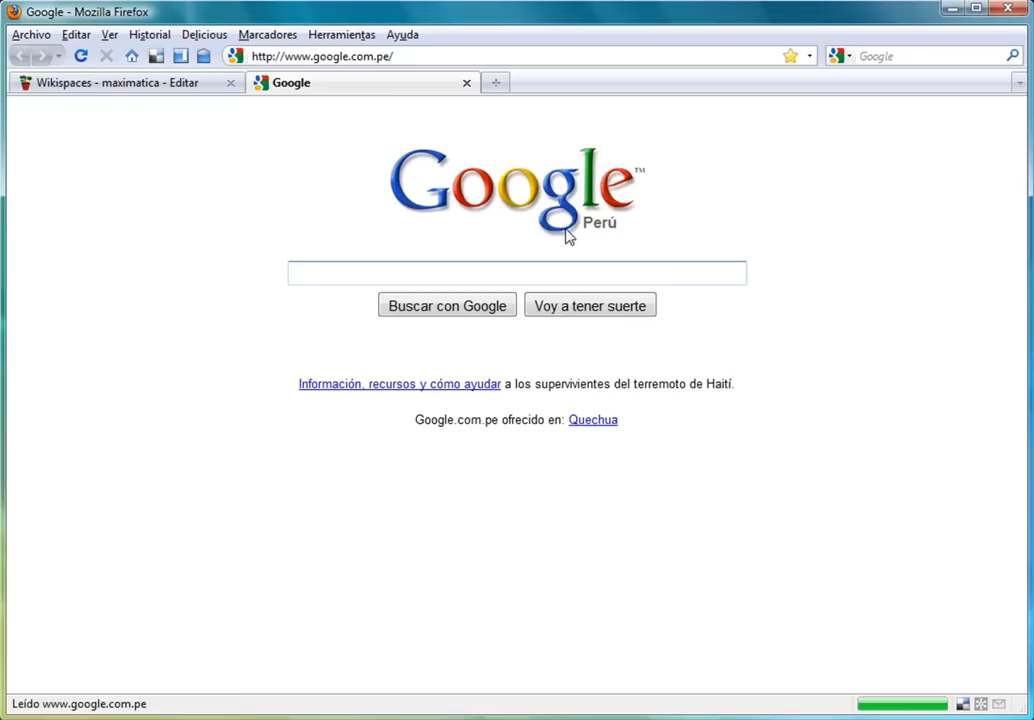 Google - Mozilla Firefox
Archivo Editar Ver Historial Delicious Marcadores Herramientas Ayuda
http://www.google.com.pe/ Google
Wikispaces - maximatica - Editar Google
Google™
Perú
Buscar con Google Voy a tener suerte
Información, recursos y cómo ayudar a los supervivientes del terremoto de Haití.
Google.com.pe ofrecido en: Quechua
Leído www.google.com.pe